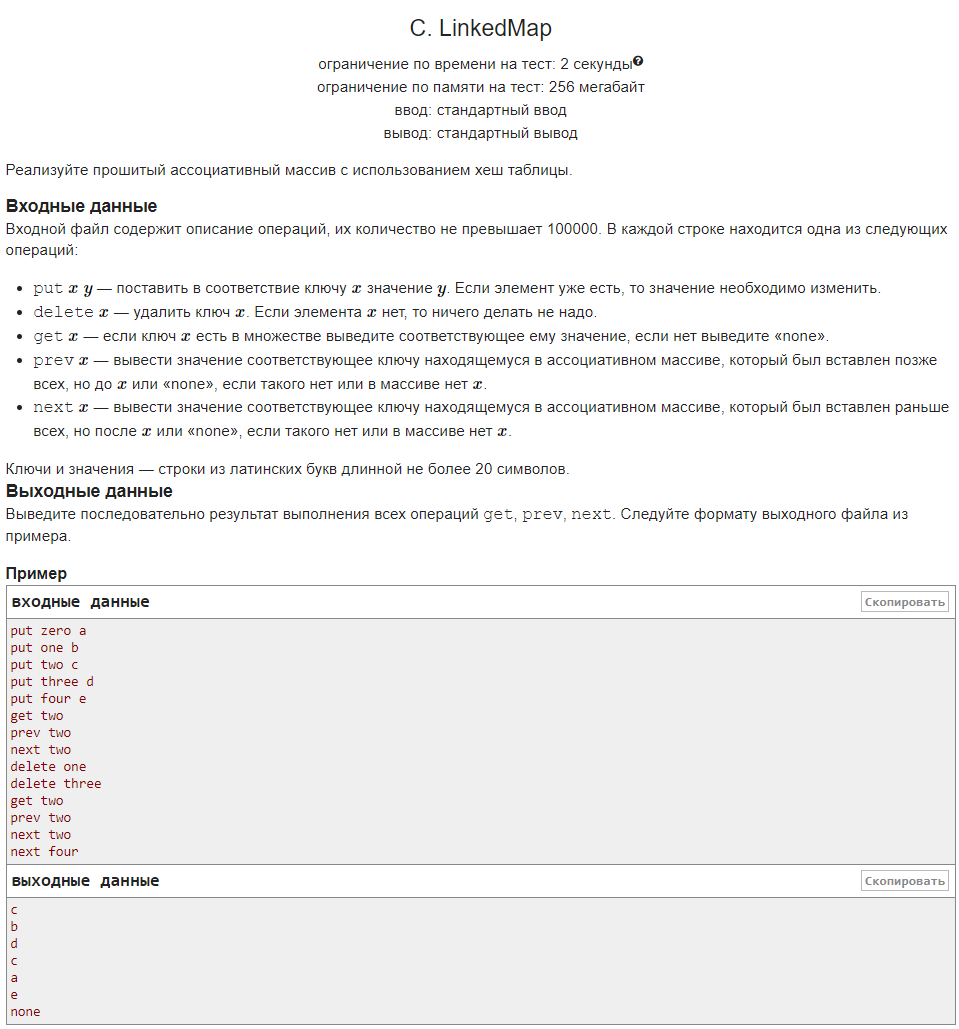 C. LinkedMap
ограничение по времени на тест: 2 секунды?
ограничение по памяти на тест: 256 мегабайт
ввод: стандартный ввод
вывод: стандартный вывод
Реализуйте прошитый ассоциативный массив с использованием хеш таблицы.
Входные данные
Входной файл содержит описание операций, их количество не превышает 100000. В каждой строке находится одна из следующих
операций:
• put x y — поставить в соответствие ключу x значение y. Если элемент уже есть, то значение необходимо изменить.
• delete x — удалить ключ x. Если элемента x нет, то ничего делать не надо.
• get x — если ключ x есть в множестве выведите соответствующее ему значение, если нет выведите «none».
• prev x — вывести значение соответствующее ключу находящемуся в ассоциативном массиве, который был вставлен позже
всех, но до x или «none», если такого нет или в массиве нет x.
• next x — вывести значение соответствующее ключу находящемуся в ассоциативном массиве, который был вставлен раньше
всех, но после x или «none», если такого нет или в массиве нет x.
Ключи и значения — строки из латинских букв длинной не более 20 символов.
Выходные данные
Выведите последовательно результат выполнения всех операций get, prev, next. Следуйте формату выходного файла из
примера.
Пример
входные данные
Скопировать
put zero a
put one b
put two c
put three d
put four e
get two
prev two
next two
delete one
delete three
get two
prev two
next two
next four
выходные данные
Скопировать
c
b
d
c
a
e
none